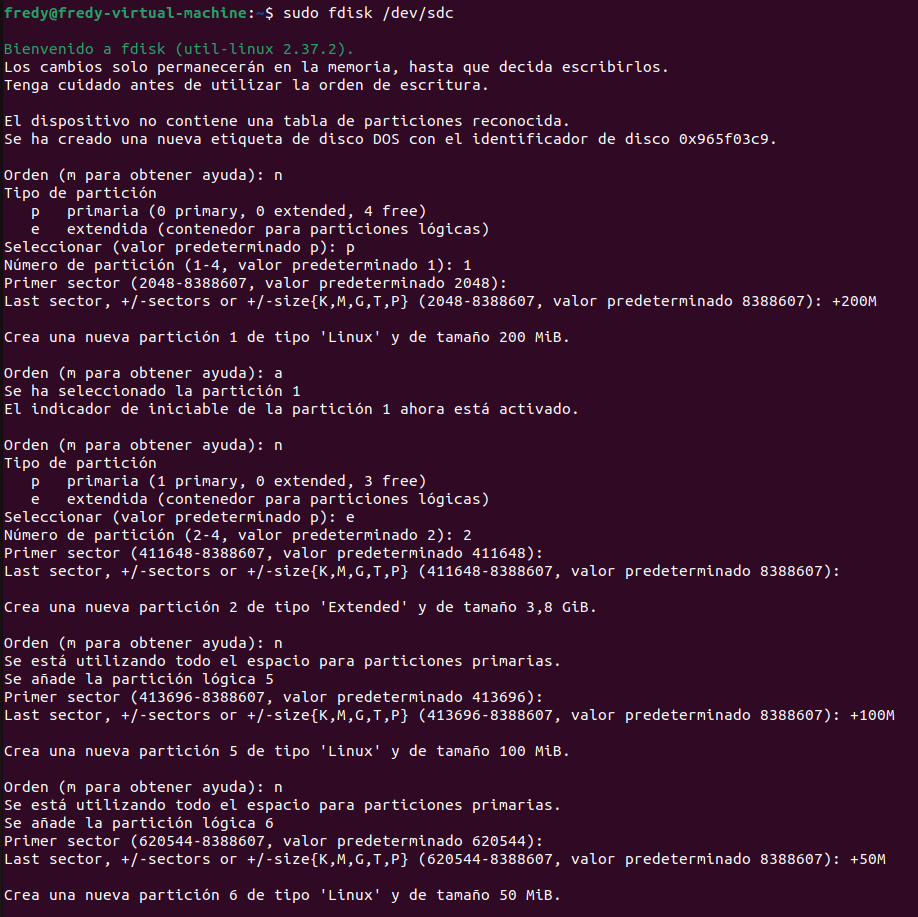 fredy@fredy-virtual-machine:~$ sudo fdisk /dev/sdc
Bienvenido a fdisk (util-linux 2.37.2).
Los cambios solo permanecerán en la memoria, hasta que decida escribirlos.
Tenga cuidado antes de utilizar la orden de escritura.
El dispositivo no contiene una tabla de particiones reconocida.
Se ha creado una nueva etiqueta de disco DOS con el identificador de disco 0x965f03c9.
Orden (m para obtener ayuda): n
Tipo de partición
p primaria (0 primary, 0 extended, 4 free)
e extendida (contenedor para particiones lógicas)
Seleccionar (valor predeterminado p): p
Número de partición (1-4, valor predeterminado 1): 1
Primer sector (2048-8388607, valor predeterminado 2048):
Last sector, +/-sectors or +/-size{K,M,G,T,P} (2048-8388607, valor predeterminado 8388607): +200M
Crea una nueva partición 1 de tipo 'Linux' y de tamaño 200 MiB.
Orden (m para obtener ayuda): a
Se ha seleccionado la partición 1
El indicador de iniciable de la partición 1 ahora está activado.
Orden (m para obtener ayuda): n
Tipo de partición
p primaria (1 primary, 0 extended, 3 free)
e extendida (contenedor para particiones lógicas)
Seleccionar (valor predeterminado p): e
Número de partición (2-4, valor predeterminado 2): 2
Primer sector (411648-8388607, valor predeterminado 411648):
Last sector, +/-sectors or +/-size{K,M,G,T,P} (411648-8388607, valor predeterminado 8388607):
Crea una nueva partición 2 de tipo 'Extended' y de tamaño 3,8 GiB.
Orden (m para obtener ayuda): n
Se está utilizando todo el espacio para particiones primarias.
Se añade la partición lógica 5
Primer sector (413696-8388607, valor predeterminado 413696):
Last sector, +/-sectors or +/-size{K,M,G,T,P} (413696-8388607, valor predeterminado 8388607): +100M
Crea una nueva partición 5 de tipo 'Linux' y de tamaño 100 MiB.
Orden (m para obtener ayuda): n
Se está utilizando todo el espacio para particiones primarias.
Se añade la partición lógica 6
Primer sector (620544-8388607, valor predeterminado 620544):
Last sector, +/-sectors or +/-size{K,M,G,T,P} (620544-8388607, valor predeterminado 8388607): +50M
Crea una nueva partición 6 de tipo 'Linux' y de tamaño 50 MiB.